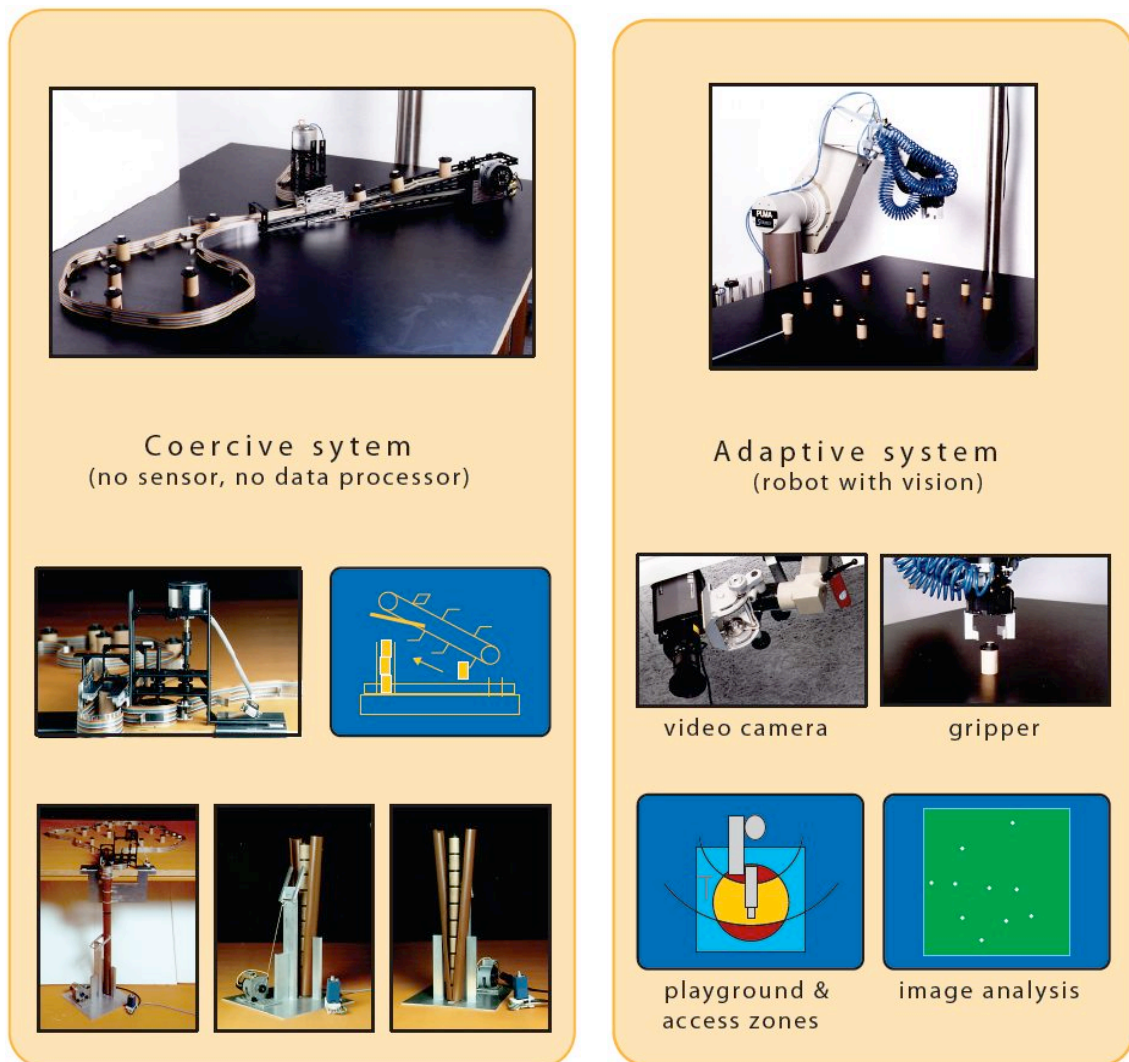 Coercive sytem
(no sensor, no data processor)
PUMA
Adaptive system
(robot with vision)
video camera
gripper
playground &
access zones
image analysis